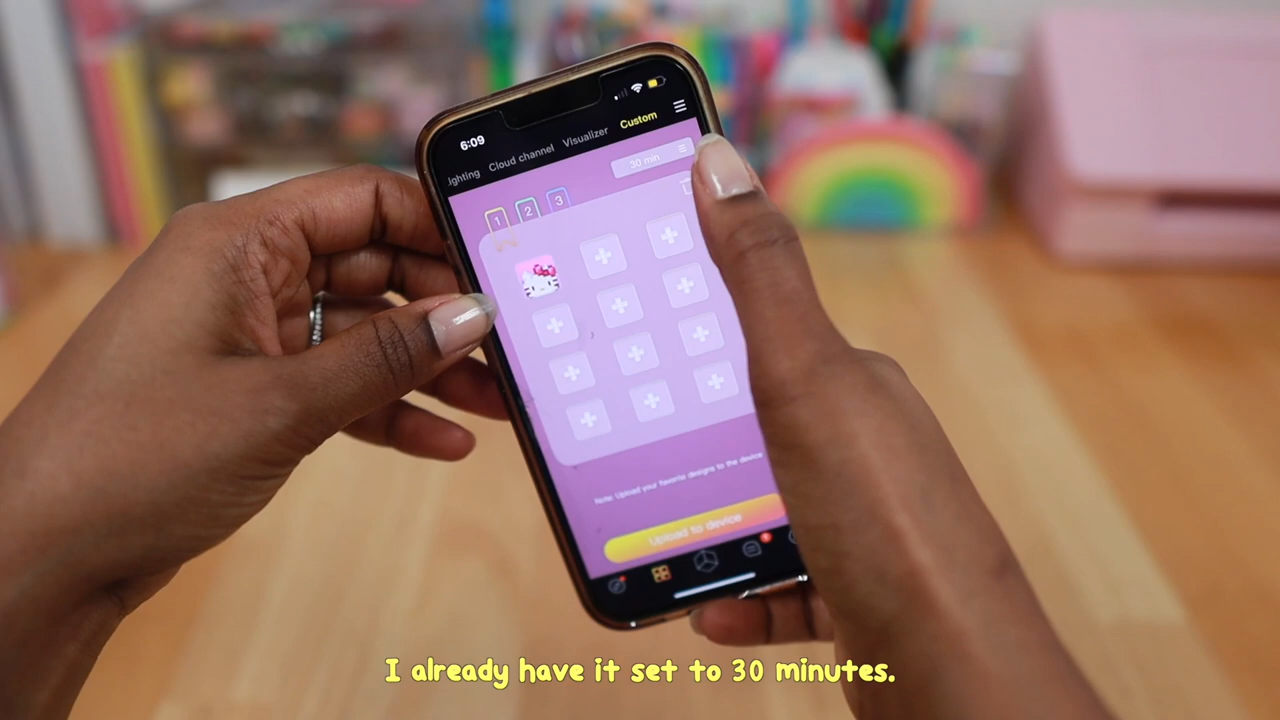 6:09
ighting Cloud channel Visualizer Custom
30 min
1 2 3
Note: Upload your favorite designs to the device
Upload to device
I already have it set to 30 minutes.